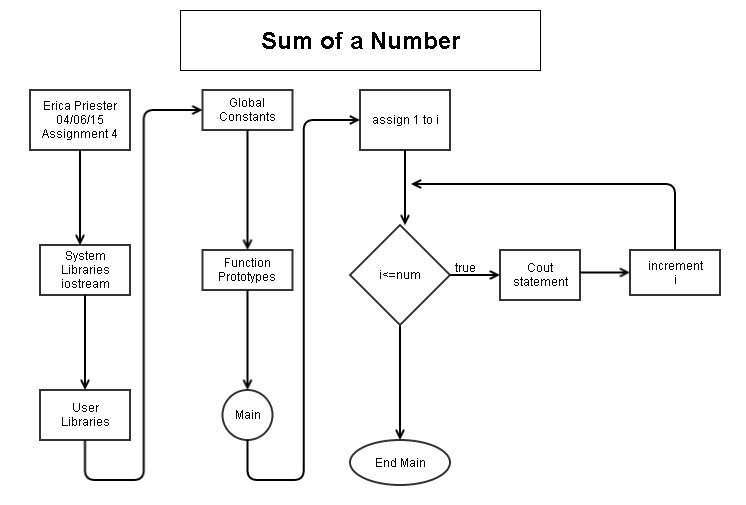 Sum of a Number
Erica Priester
04/06/15
Assignment 4
System
Libraries
iostream
User
Libraries
Global
Constants
Function
Prototypes
Main
assign 1 to i
i<=num
true
Cout
statement
increment
i
End Main